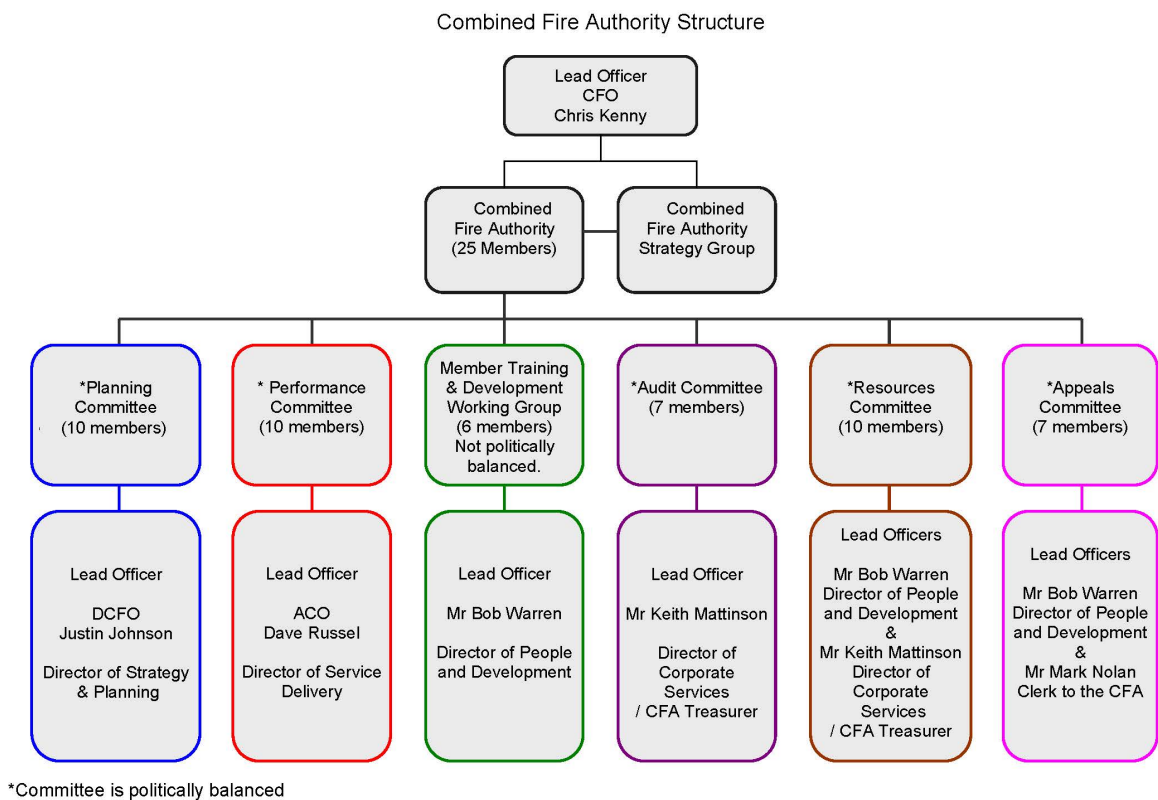 Combined Fire Authority Structure
Lead Officer
CFO
Chris Kenny
Combined
Fire Authority
(25 Members)
Combined
Fire Authority
Strategy Group
*Planning
Committee
(10 members)
* Performance
Committee
(10 members)
Member Training
& Development
Working Group
(6 members)
Not politically
balanced.
*Audit Committee
(7 members)
*Resources
Committee
(10 members)
*Appeals
Committee
(7 members)
Lead Officer
DCFO
Justin Johnson
Director of Strategy
& Planning
Lead Officer
ACO
Dave Russel
Director of Service
Delivery
Lead Officer
Mr Bob Warren
Director of People
and Development
Lead Officer
Mr Keith Mattinson
Director of
Corporate
Services
/ CFA Treasurer
Lead Officers
Mr Bob Warren
Director of People
and Development
&
Mr Keith Mattinson
Director of
Corporate
Services
/ CFA Treasurer
Lead Officers
Mr Bob Warren
Director of People
and Development
&
Mr Mark Nolan
Clerk to the CFA
*Committee is politically balanced